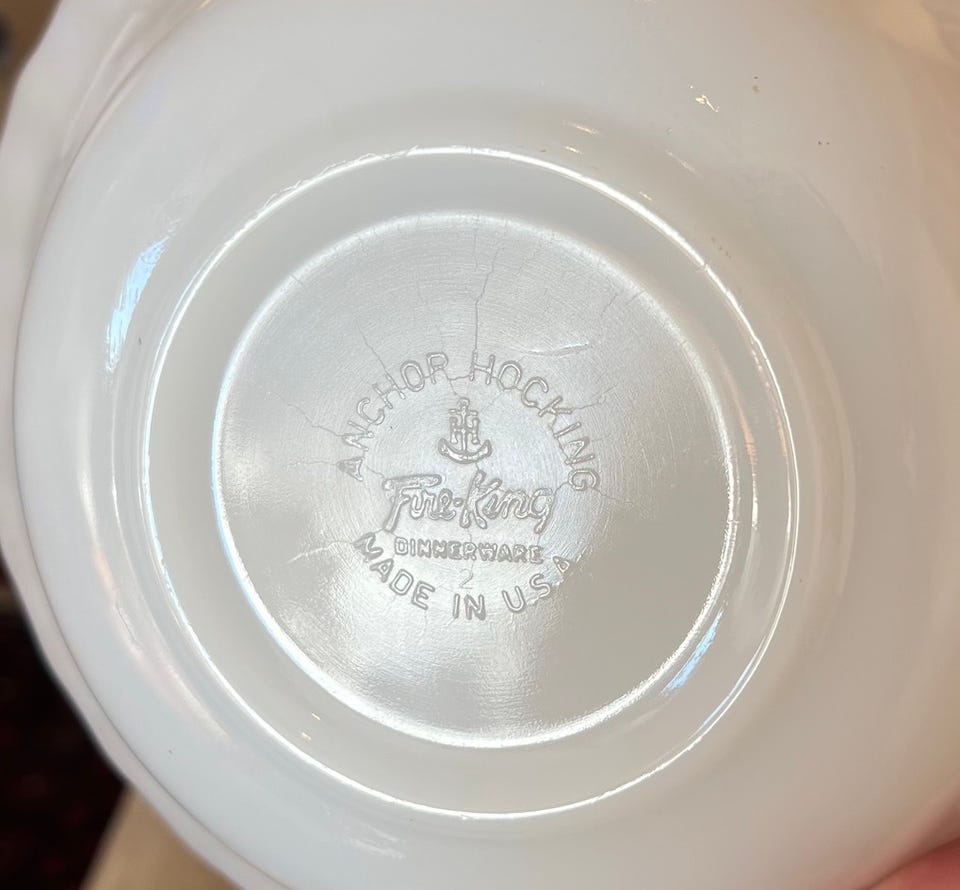 ANCHOR HOCKING
Fire-King
DINNERWARE
2
MADE IN U.S.A.